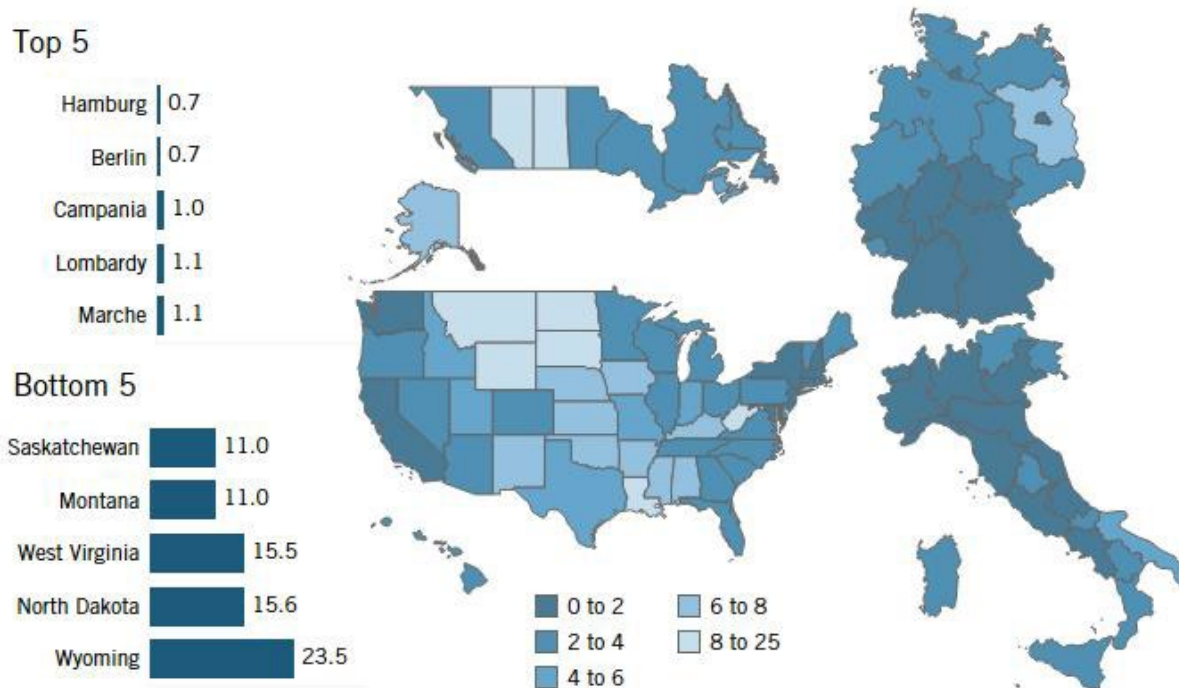 Top 5
Hamburg 0.7
Berlin 0.7
Campania 1.0
Lombardy 1.1
Marche 1.1
Bottom 5
Saskatchewan 11.0
Montana 11.0
West Virginia 15.5
North Dakota 15.6
Wyoming 23.5
0 to 2
2 to 4
4 to 6
6 to 8
8 to 25